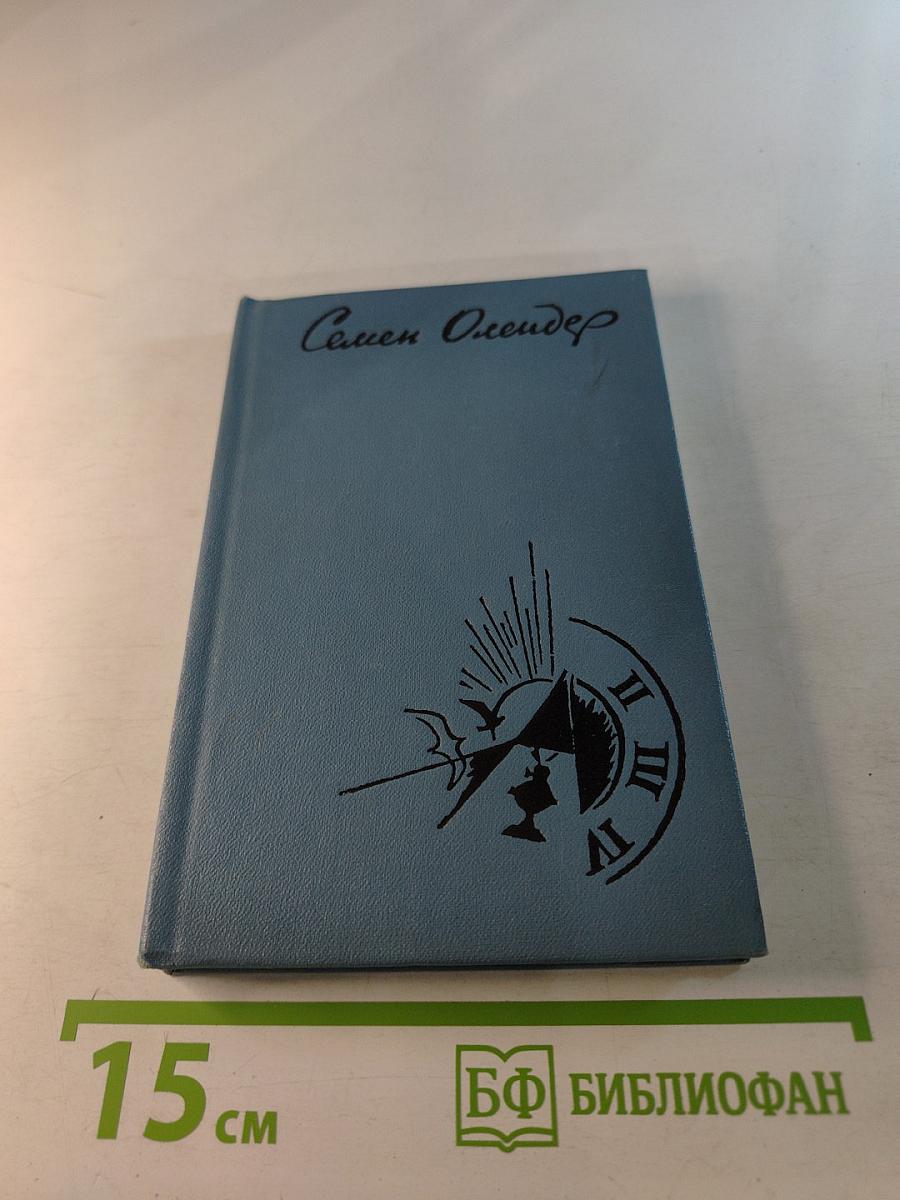 Семен Олендер
II
III
IV
15 см
БФ БИБЛИОФАН